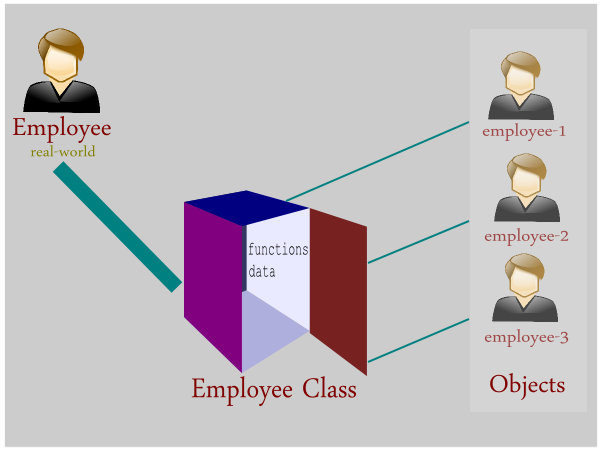 Employee
real-world
functions
data
Employee Class
employee-1
employee-2
employee-3
Objects